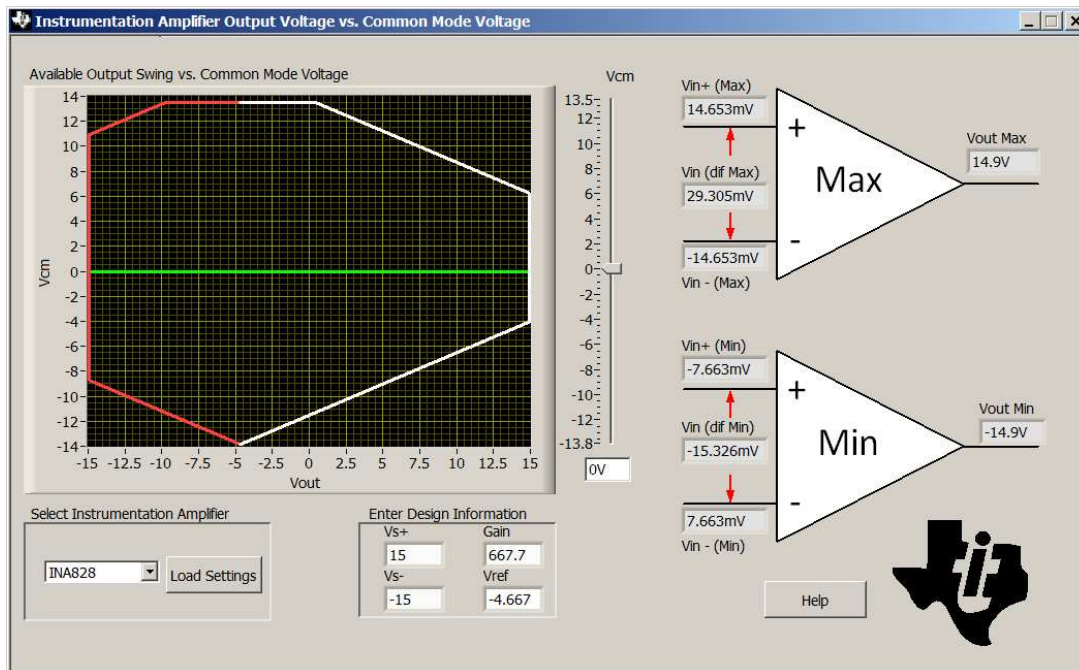 Instrumentation Amplifier Output Voltage vs. Common Mode Voltage
Available Output Swing vs. Common Mode Voltage
Vcm
14
12
10
8
6
4
2
0
-2
-4
-6
-8
-10
-12
-14
Vcm
-15 -12.5 -10 -7.5 -5 -2.5 0 2.5 5 7.5 10 12.5 15
Vout
13.5
12
10
8
6
4
2
0
-2
-4
-6
-8
-10
-12
-13.8
0V
Vin+ (Max)
14.653mV
Vin (dif Max)
29.305mV
-14.653mV
Vin - (Max)
+
-
Max
Vout Max
14.9V
Vin+ (Min)
-7.663mV
Vin (dif Min)
-15.326mV
7.663mV
Vin - (Min)
+
-
Min
Vout Min
-14.9V
Select Instrumentation Amplifier
INA828
Load Settings
Enter Design Information
Vs+ Gain
15 667.7
Vs- Vref
-15 -4.667
Help
ti